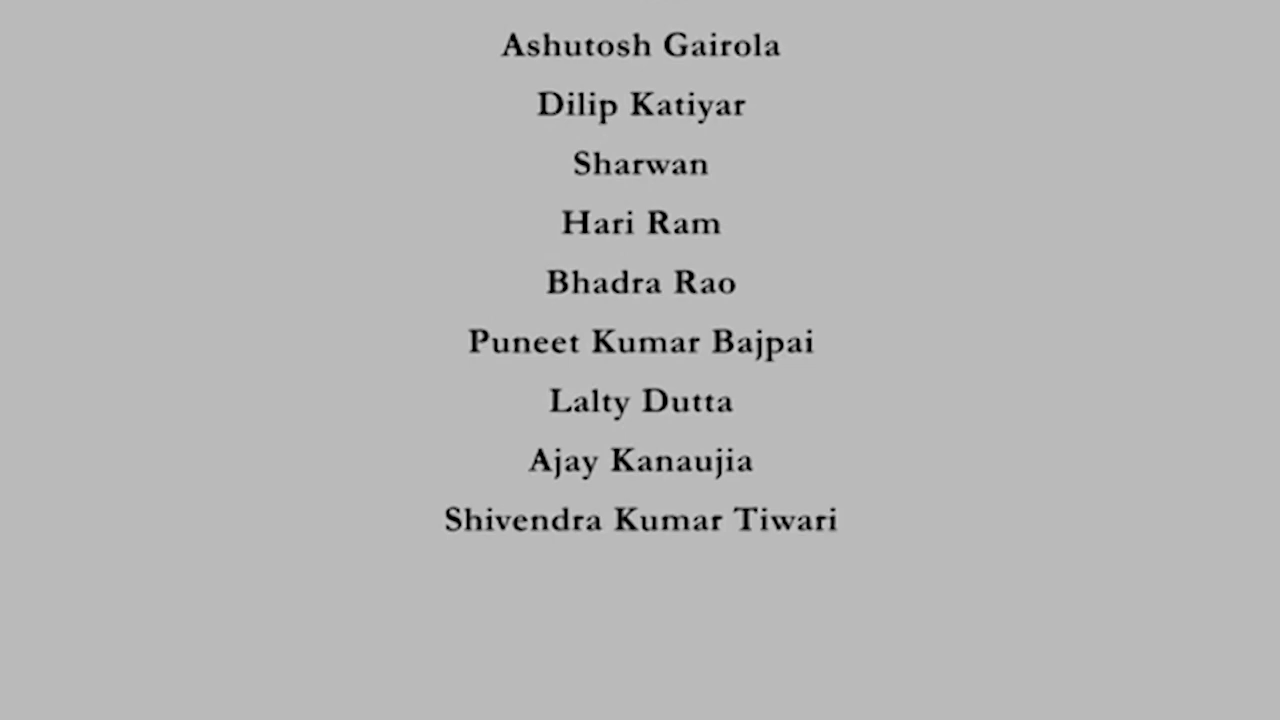 Ashutosh Gairola
Dilip Katiyar
Sharwan
Hari Ram
Bhadra Rao
Puneet Kumar Bajpai
Lalty Dutta
Ajay Kanaujia
Shivendra Kumar Tiwari